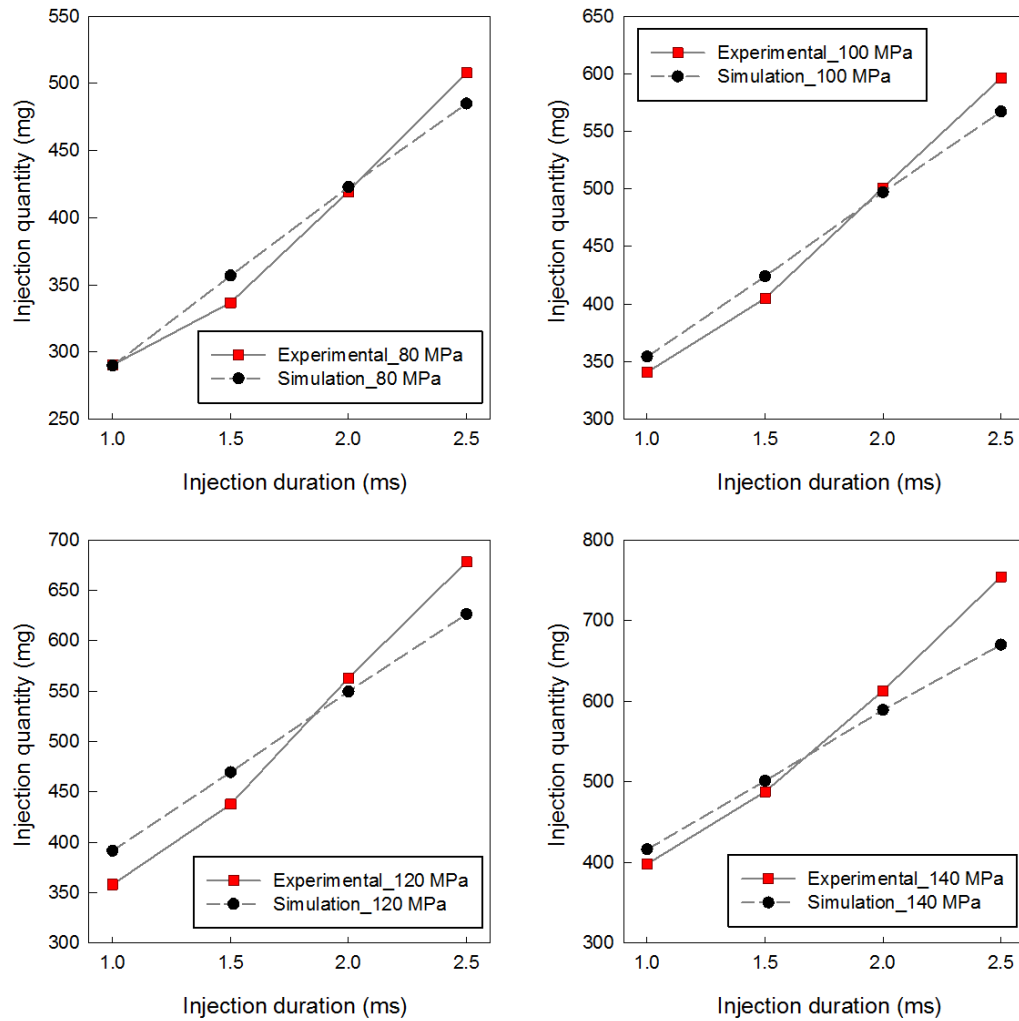 550
500
450
400
350
300
250
Injection quantity (mg)
Experimental_80 MPa
Simulation_80 MPa
1.0 1.5 2.0 2.5
Injection duration (ms)
650
600
550
500
450
400
350
300
Injection quantity (mg)
Experimental_100 MPa
Simulation_100 MPa
1.0 1.5 2.0 2.5
Injection duration (ms)
700
650
600
550
500
450
400
350
300
Injection quantity (mg)
Experimental_120 MPa
Simulation_120 MPa
1.0 1.5 2.0 2.5
Injection duration (ms)
800
700
600
500
400
300
Injection quantity (mg)
Experimental_140 MPa
Simulation_140 MPa
1.0 1.5 2.0 2.5
Injection duration (ms)